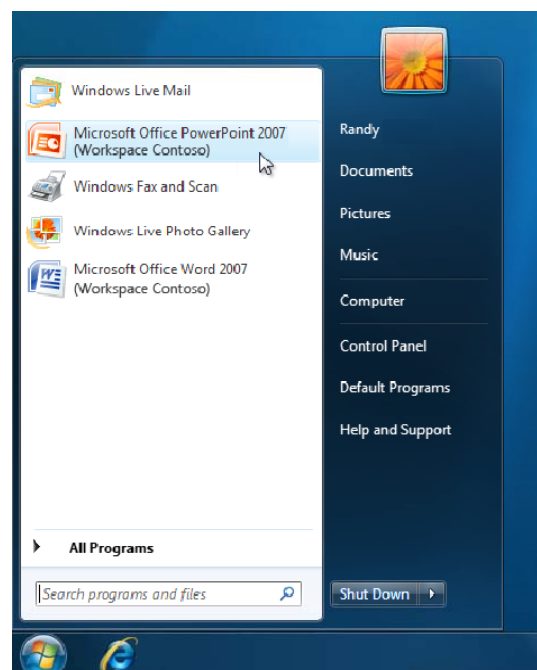 Windows Live Mail
Microsoft Office PowerPoint 2007
(Workspace Contoso)
Windows Fax and Scan
Windows Live Photo Gallery
Microsoft Office Word 2007
(Workspace Contoso)
All Programs
Search programs and files
Randy
Documents
Pictures
Music
Computer
Control Panel
Default Programs
Help and Support
Shut Down